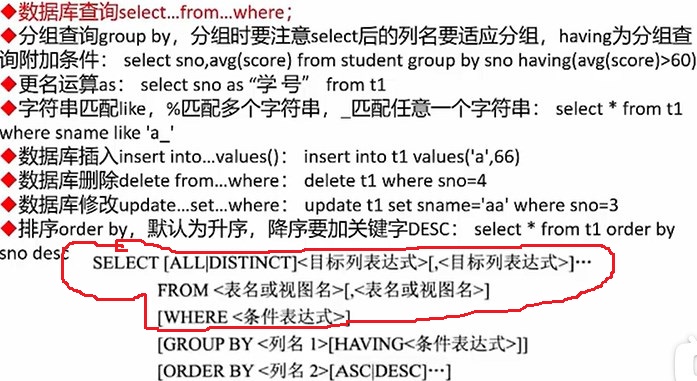 ◆数据库查询select…from…where；
◆分组查询group by，分组时要注意select后的列名要适应分组，having为分组查
询附加条件： select sno,avg(score) from student group by sno having(avg(score)>60)
◆更名运算as： select sno as “学号” from t1
◆字符串匹配like，%匹配多个字符串，_匹配任意一个字符串： select * from t1
where sname like 'a_'
◆数据库插入insert into…values()： insert into t1 values('a',66)
◆数据库删除delete from…where： delete t1 where sno=4
◆数据库修改update…set…where： update t1 set sname='aa' where sno=3
◆排序order by，默认为升序，降序要加关键字DESC： select * from t1 order by
sno desc
SELECT [ALL|DISTINCT]<目标列表达式>[,<目标列表达式>]…
FROM <表名或视图名>[,<表名或视图名>]
[WHERE <条件表达式>]
[GROUP BY <列名 1>[HAVING<条件表达式>]]
[ORDER BY <列名 2>[ASC|DESC]…]